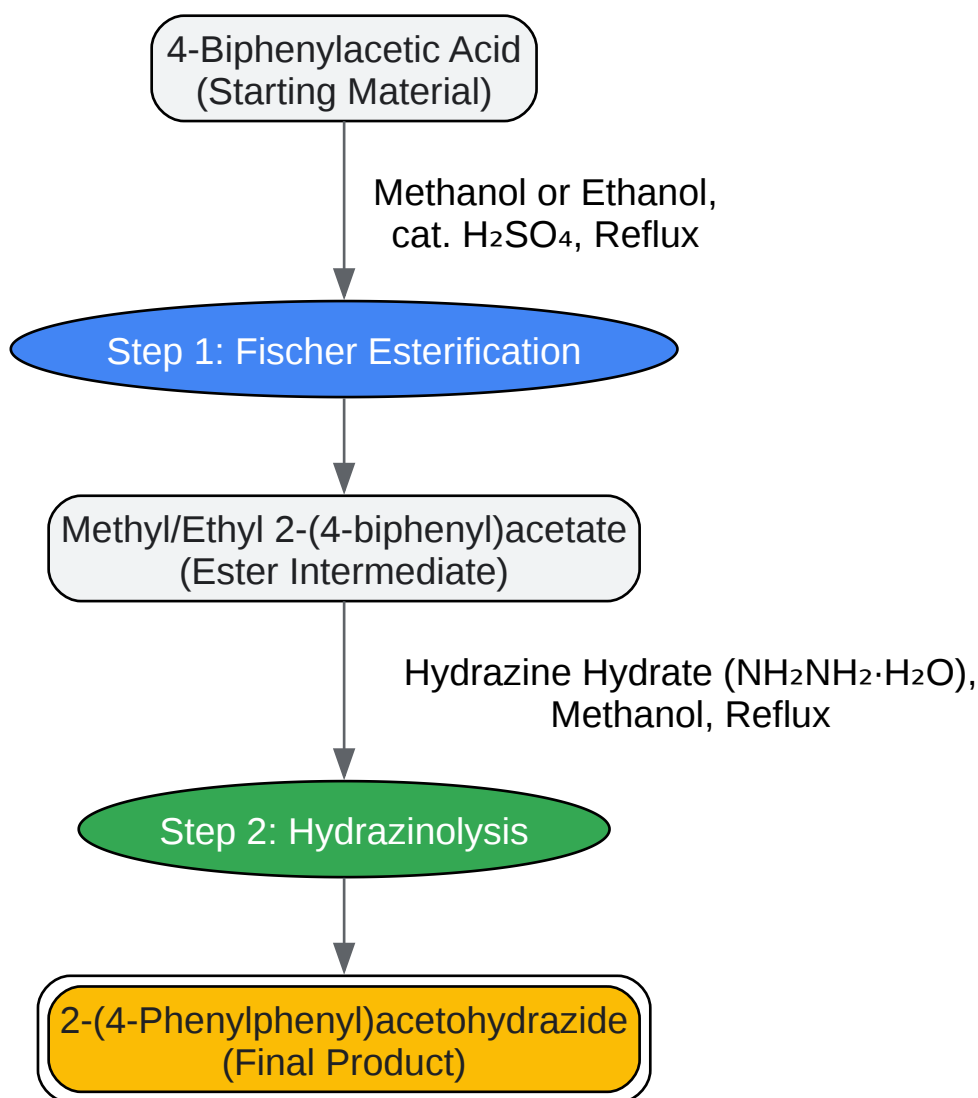 4-Biphenylacetic Acid
(Starting Material)
Methanol or Ethanol,
cat. H₂SO₄, Reflux
Step 1: Fischer Esterification
Methyl/Ethyl 2-(4-biphenyl)acetate
(Ester Intermediate)
Hydrazine Hydrate (NH₂NH₂·H₂O),
Methanol, Reflux
Step 2: Hydrazinolysis
2-(4-Phenylphenyl)acetohydrazide
(Final Product)